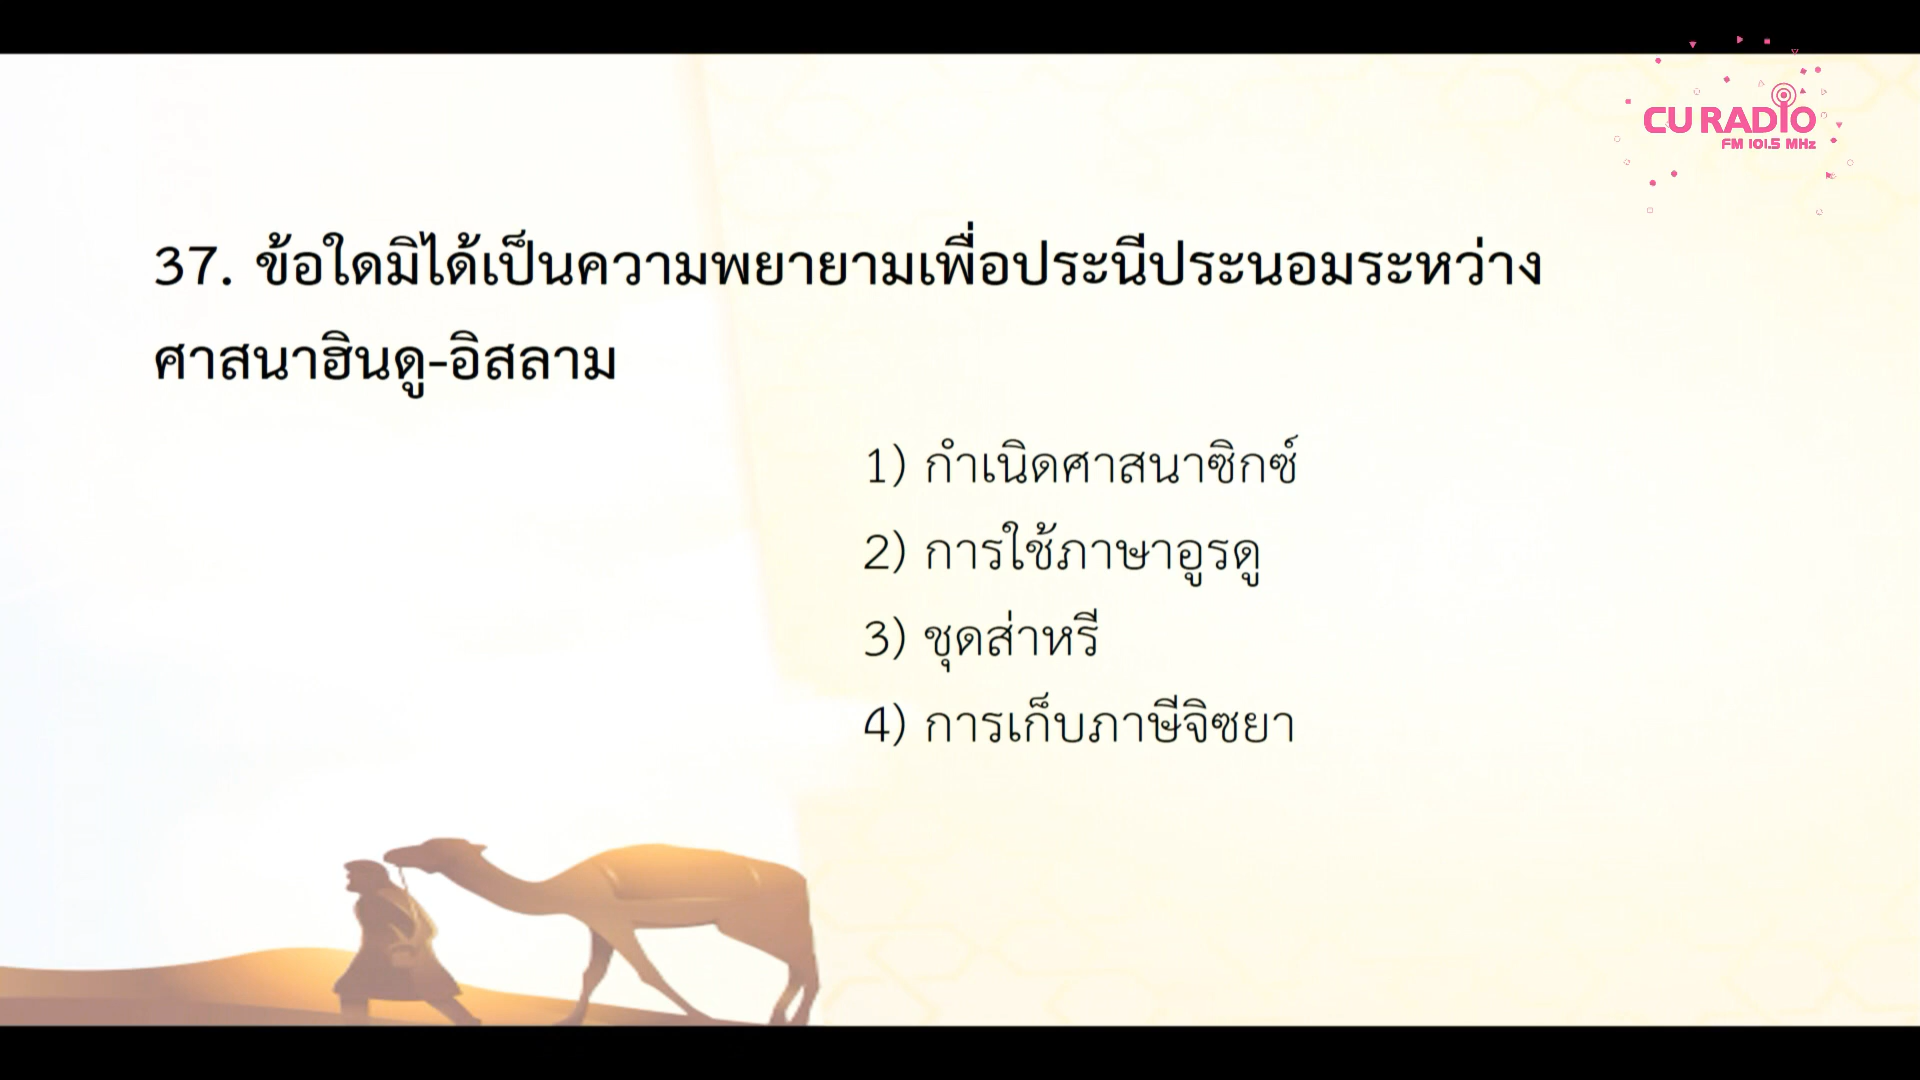 CU RADIO
FM 101.5 MHz
37. ข้อใดมิได้เป็นความพยายามเพื่อประนีประนอมระหว่าง
ศาสนาฮินดู-อิสลาม
1) กำเนิดศาสนาซิกซ์
2) การใช้ภาษาอูรดู
3) ชุดส่าหรี
4) การเก็บภาษีจิซยา